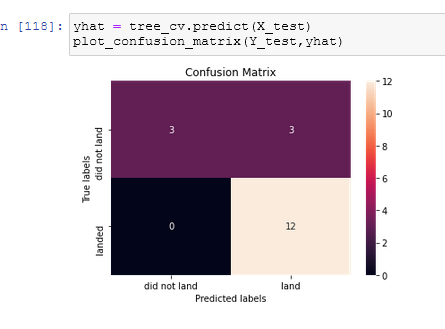 n [118]: yhat = tree_cv.predict(X_test)
plot_confusion_matrix(Y_test,yhat)
Confusion Matrix
12
10
8
6
4
2
0
True labels
did not land
3 3
landed
0 12
did not land land
Predicted labels